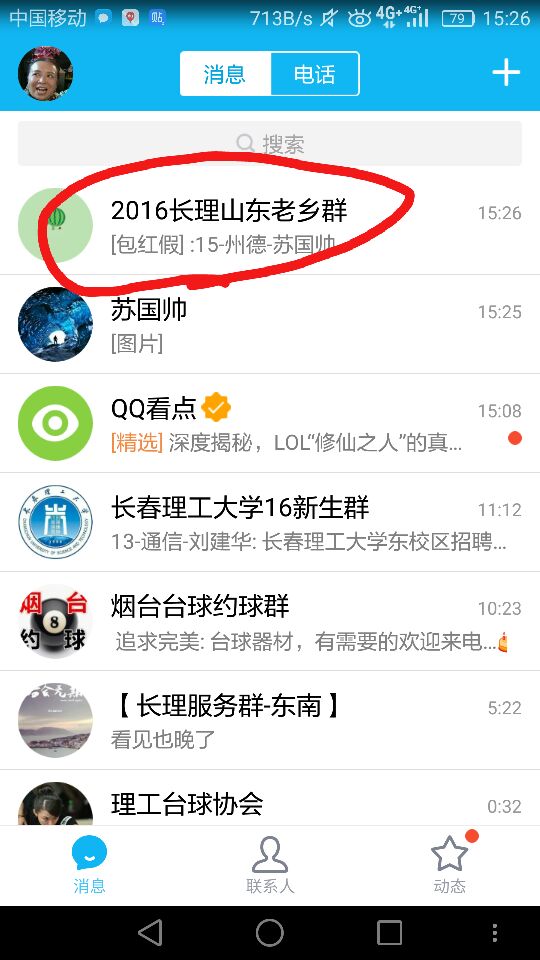 中国移动 713B/s 4G+ 4G+ 79 15:26
消息 电话
搜索
2016长理山东老乡群 15:26
[包红假] :15-州德-苏国帅
苏国帅 15:25
[图片]
QQ看点 15:08
[精选] 深度揭秘，LOL“修仙之人”的真...
长春理工大学16新生群 11:12
13-通信-刘建华: 长春理工大学东校区招聘...
烟台约球
8
烟台台球约球群 10:23
追求完美: 台球器材，有需要的欢迎来电...
【 长理服务群-东南 】 5:22
看见也晚了
理工台球协会 0:32
消息 联系人 动态